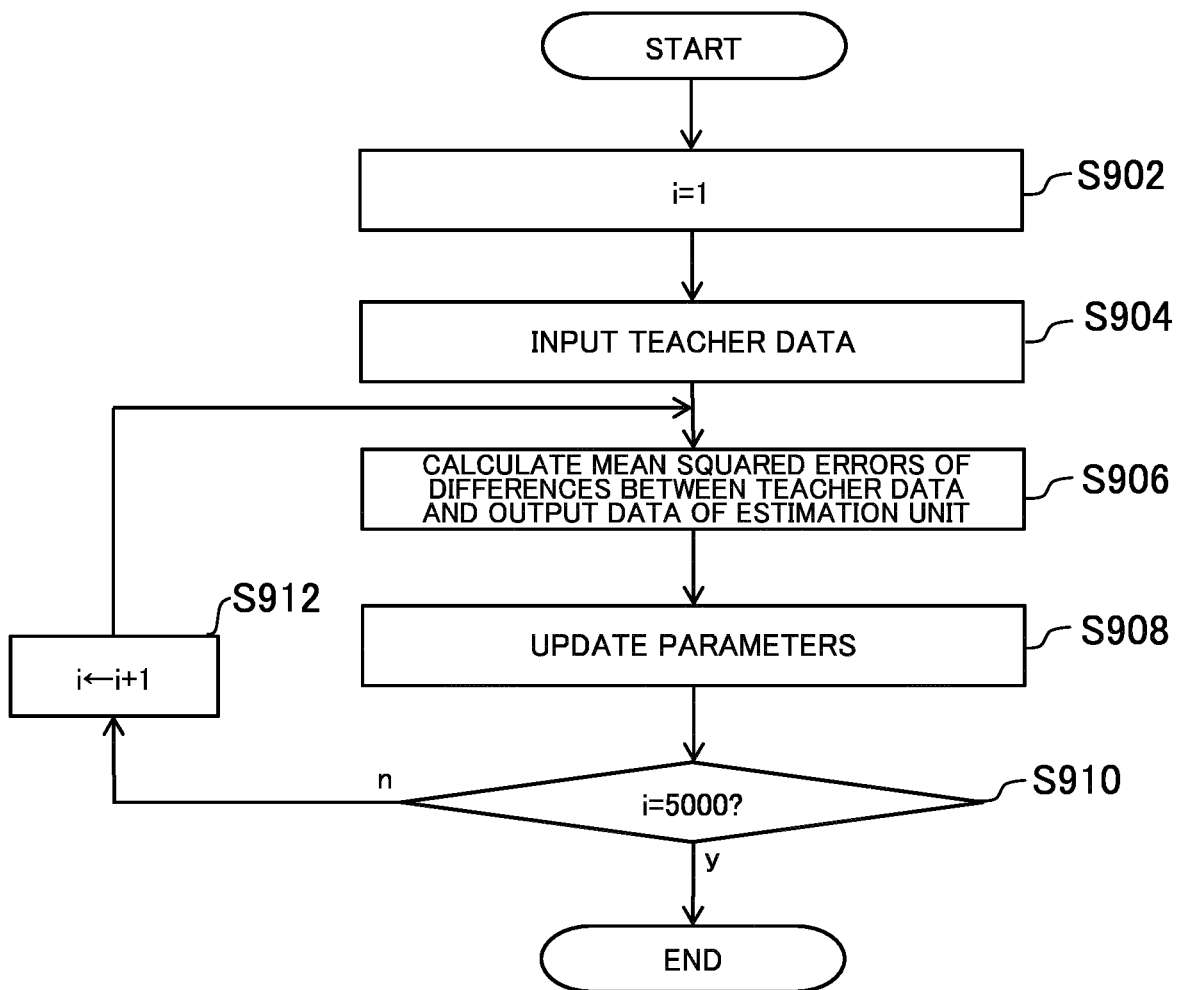 START
i=1
S902
INPUT TEACHER DATA
S904
CALCULATE MEAN SQUARED ERRORS OF
DIFFERENCES BETWEEN TEACHER DATA
AND OUTPUT DATA OF ESTIMATION UNIT
S906
UPDATE PARAMETERS
S908
S912
i←i+1
n
i=5000?
S910
y
END